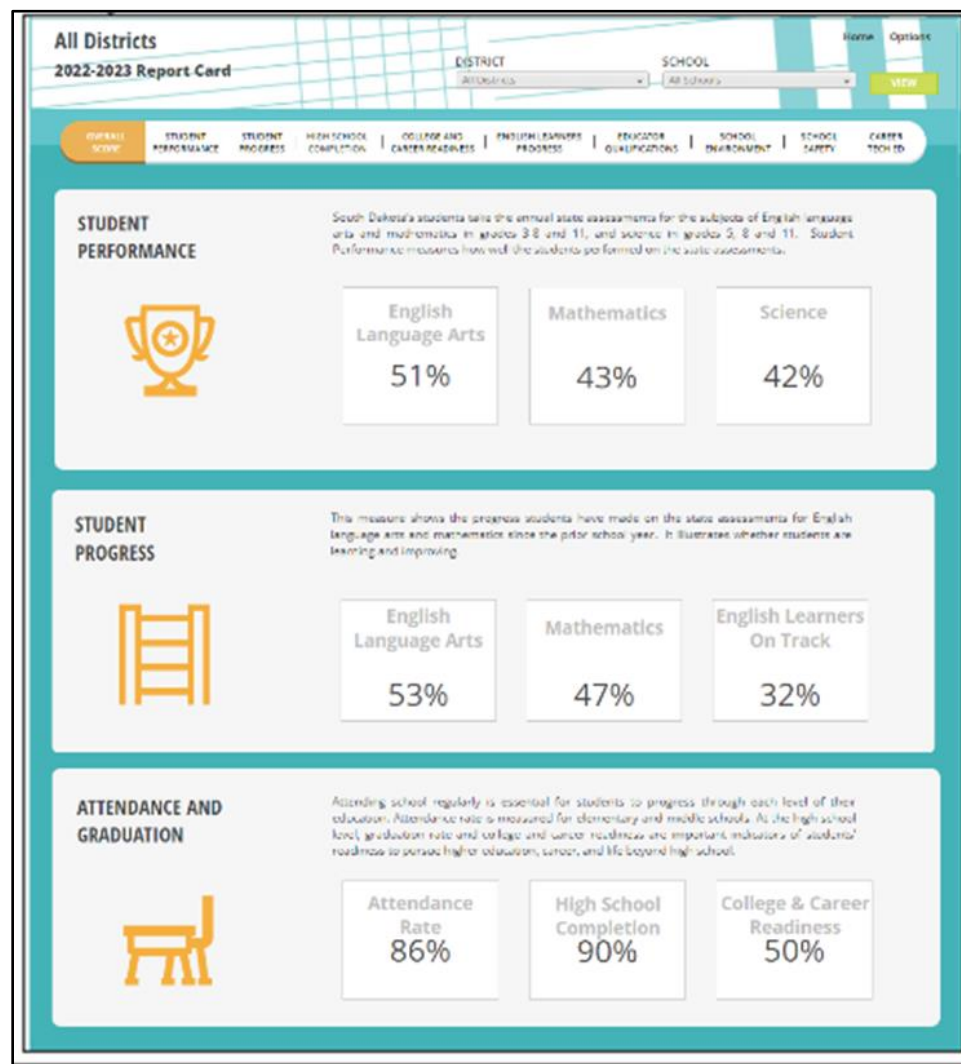 All Districts
Home Options
2022-2023 Report Card
DISTRICT
SCHOOL
All Districts
All Schools
VIEW
OVERALL
SCORE
STUDENT
PERFORMANCE
STUDENT
PROGRESS
HIGH SCHOOL
COMPLETION
COLLEGE AND
CAREER READINESS
ENGLISH LEARNERS
PROGRESS
EDUCATOR
QUALIFICATIONS
SCHOOL
ENVIRONMENT
SCHOOL
SAFETY
CAREER
TECH ED
STUDENT
PERFORMANCE
South Dakota's students take the annual state assessments for the subjects of English language
arts and mathematics in grades 3-8 and 11, and science in grades 5, 8 and 11. Student
Performance measures how well the students performed on the state assessments.
English
Language Arts
51%
Mathematics
43%
Science
42%
STUDENT
PROGRESS
This measure shows the progress students have made on the state assessments for English
language arts and mathematics since the prior school year. It illustrates whether students are
learning and improving.
English
Language Arts
53%
Mathematics
47%
English Learners
On Track
32%
ATTENDANCE AND
GRADUATION
Attending school regularly is essential for students to progress through each level of their
education. Attendance rate is measured for elementary and middle schools. At the high school
level, graduation rate and college and career readiness are important indicators of students'
readiness to pursue higher education, career, and life beyond high school.
Attendance
Rate
86%
High School
Completion
90%
College & Career
Readiness
50%